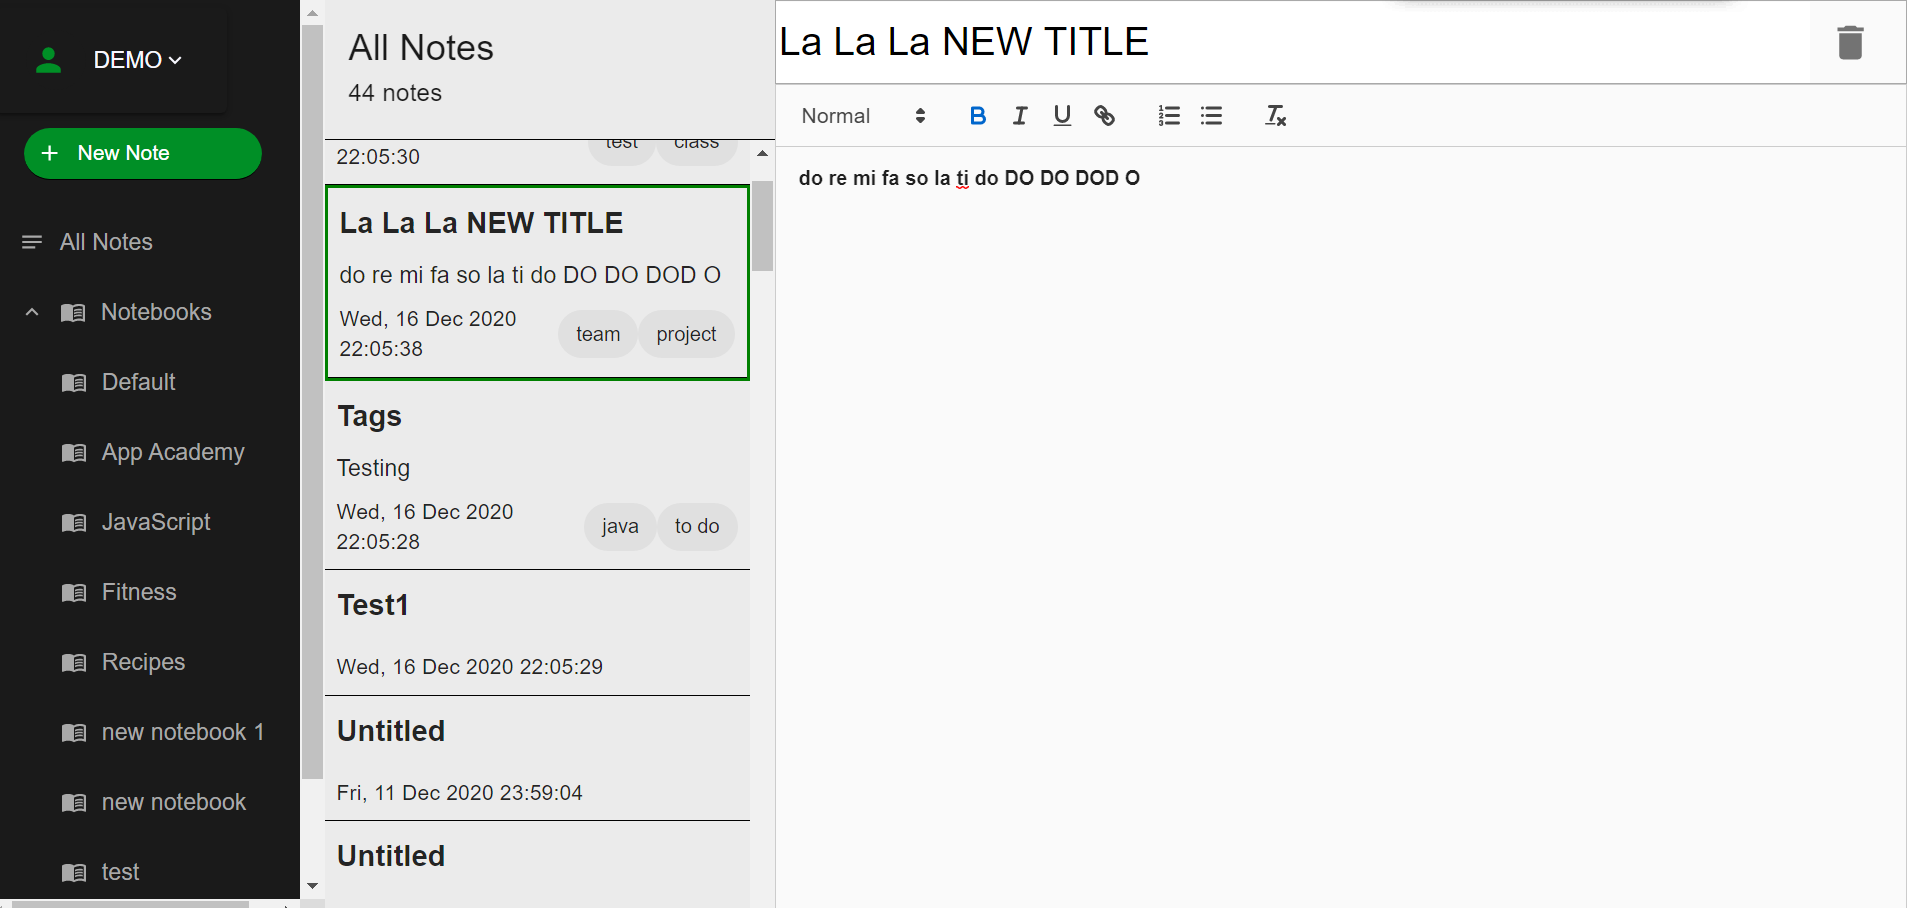 DEMO
New Note
All Notes
Notebooks
Default
App Academy
JavaScript
Fitness
Recipes
new notebook 1
new notebook
test
All Notes
44 notes
22:05:30
test
class
La La La NEW TITLE
do re mi fa so la ti do DO DO DOD O
Wed, 16 Dec 2020
22:05:38
team
project
Tags
Testing
Wed, 16 Dec 2020
22:05:28
java
to do
Test1
Wed, 16 Dec 2020 22:05:29
Untitled
Fri, 11 Dec 2020 23:59:04
Untitled
La La La NEW TITLE
Normal
do re mi fa so la ti do DO DO DOD O